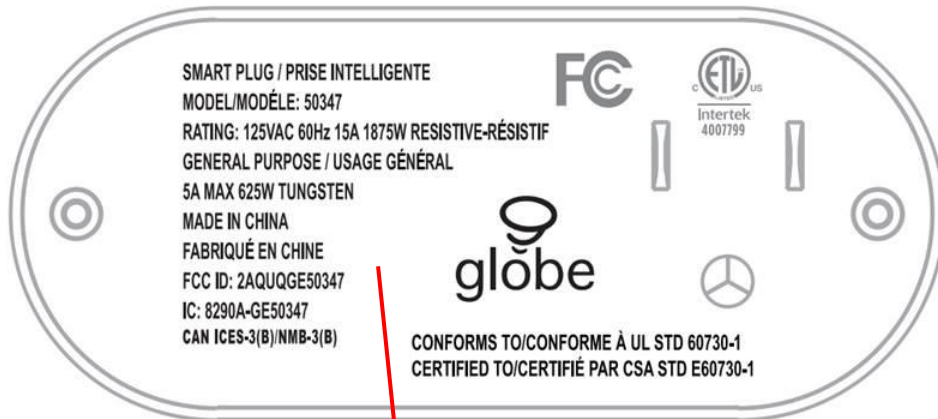 SMART PLUG / PRISE INTELLIGENTE
MODEL/MODÉLE: 50347
RATING: 125VAC 60Hz 15A 1875W RESISTIVE-RÉSISTIF
GENERAL PURPOSE / USAGE GÉNÉRAL
5A MAX 625W TUNGSTEN
MADE IN CHINA
FABRIQUÉ EN CHINE
FCC ID: 2AQUQGE50347
IC: 8290A-GE50347
CAN ICES-3(B)/NMB-3(B)
FC
C ETL US
LISTED
Intertek
4007799
globe
CONFORMS TO/CONFORME À UL STD 60730-1
CERTIFIED TO/CERTIFIÉ PAR CSA STD E60730-1